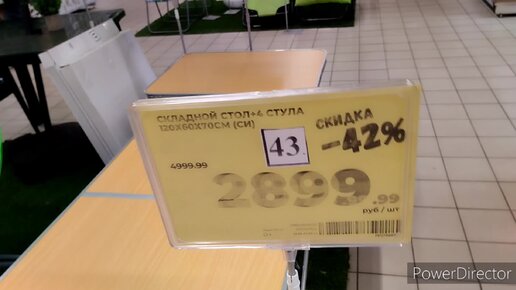 СКЛАДНОЙ СТОЛ+4 СТУЛА
120Х60Х70СМ (СИ)
43
СКИДКА
-42%
4999.99
2899.99
руб / шт
PowerDirector